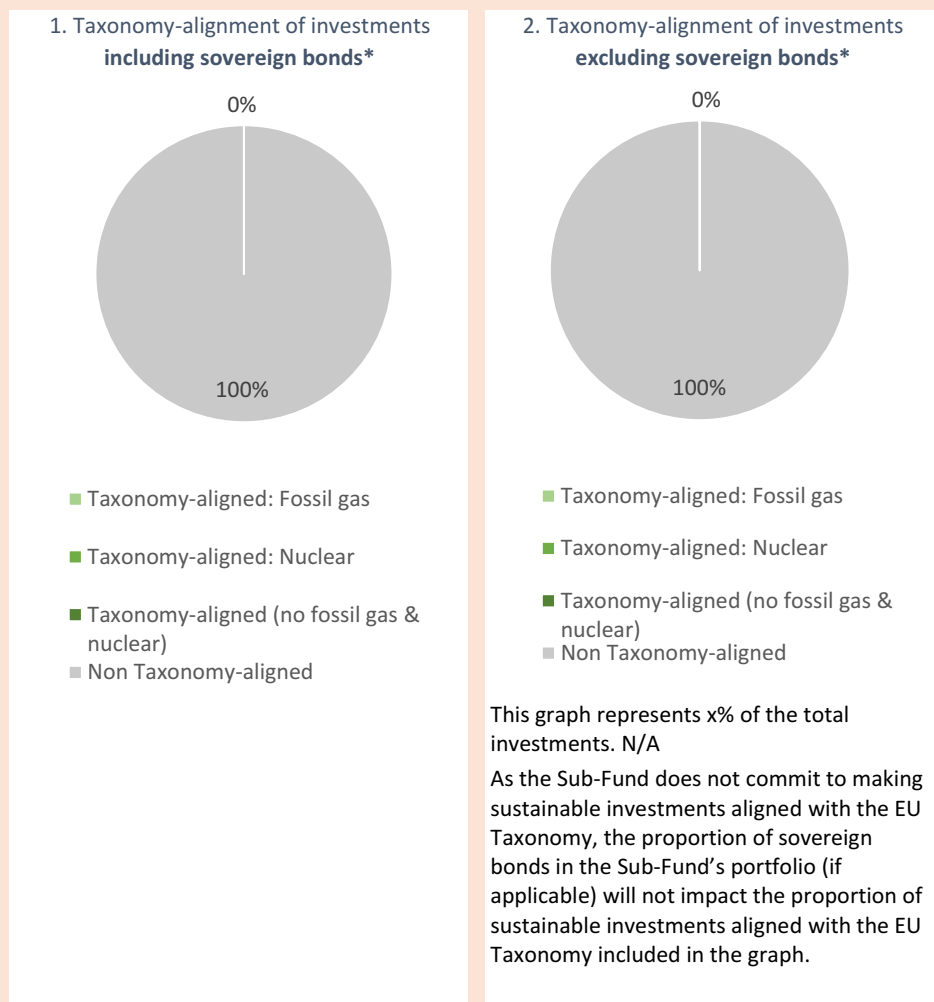 1. Taxonomy-alignment of investments
including sovereign bonds*
0%
100%
Taxonomy-aligned: Fossil gas
Taxonomy-aligned: Nuclear
Taxonomy-aligned (no fossil gas &
nuclear)
Non Taxonomy-aligned
2. Taxonomy-alignment of investments
excluding sovereign bonds*
0%
100%
Taxonomy-aligned: Fossil gas
Taxonomy-aligned: Nuclear
Taxonomy-aligned (no fossil gas &
nuclear)
Non Taxonomy-aligned
This graph represents x% of the total
investments. N/A
As the Sub-Fund does not commit to making
sustainable investments aligned with the EU
Taxonomy, the proportion of sovereign
bonds in the Sub-Fund's portfolio (if
applicable) will not impact the proportion of
sustainable investments aligned with the EU
Taxonomy included in the graph.